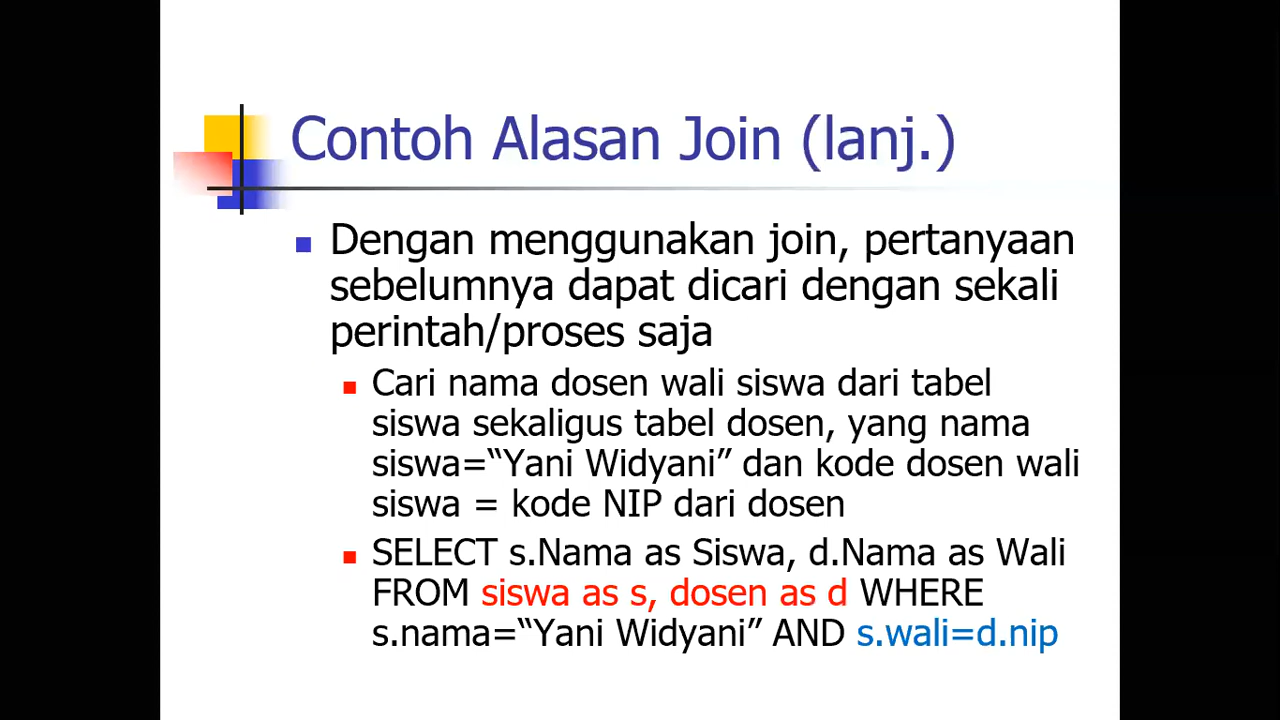 Contoh Alasan Join (lanj.)
Dengan menggunakan join, pertanyaan
sebelumnya dapat dicari dengan sekali
perintah/proses saja
Cari nama dosen wali siswa dari tabel
siswa sekaligus tabel dosen, yang nama
siswa=“Yani Widyani” dan kode dosen wali
siswa = kode NIP dari dosen
SELECT s.Nama as Siswa, d.Nama as Wali
FROM siswa as s, dosen as d WHERE
s.nama=“Yani Widyani” AND s.wali=d.nip